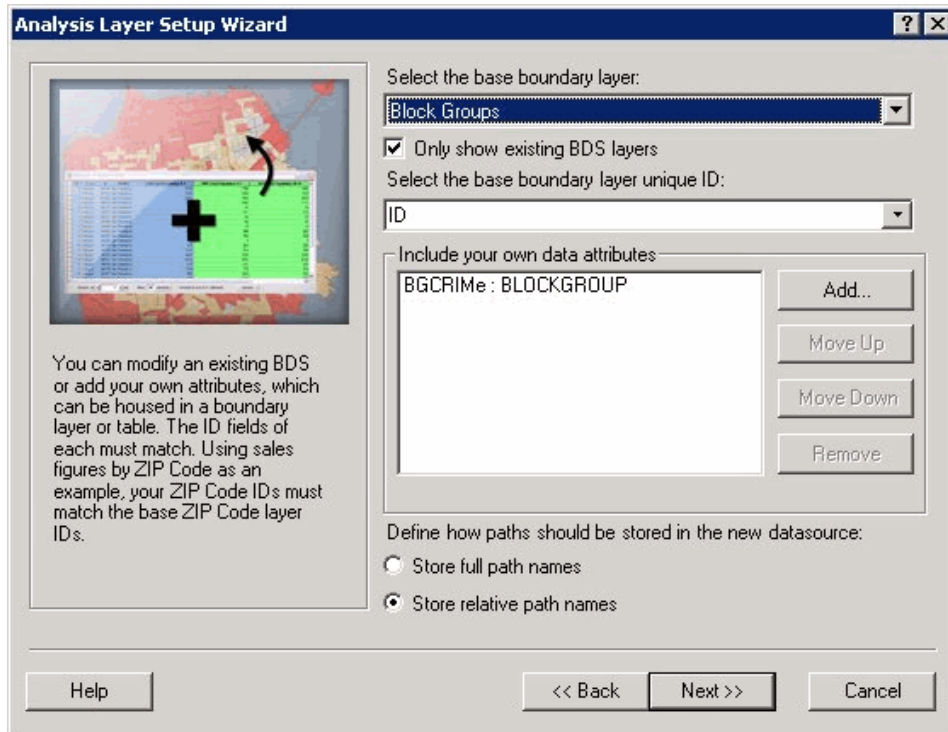 Analysis Layer Setup Wizard
Select the base boundary layer:
Block Groups
Only show existing BDS layers
Select the base boundary layer unique ID:
ID
Include your own data attributes
BGCRIMe : BLOCKGROUP
Add...
Move Up
Move Down
Remove
You can modify an existing BDS
or add your own attributes, which
can be housed in a boundary
layer or table. The ID fields of
each must match. Using sales
figures by ZIP Code as an
example, your ZIP Code IDs must
match the base ZIP Code layer
IDs.
Define how paths should be stored in the new datasource:
Store full path names
Store relative path names
Help
<< Back
Next >>
Cancel